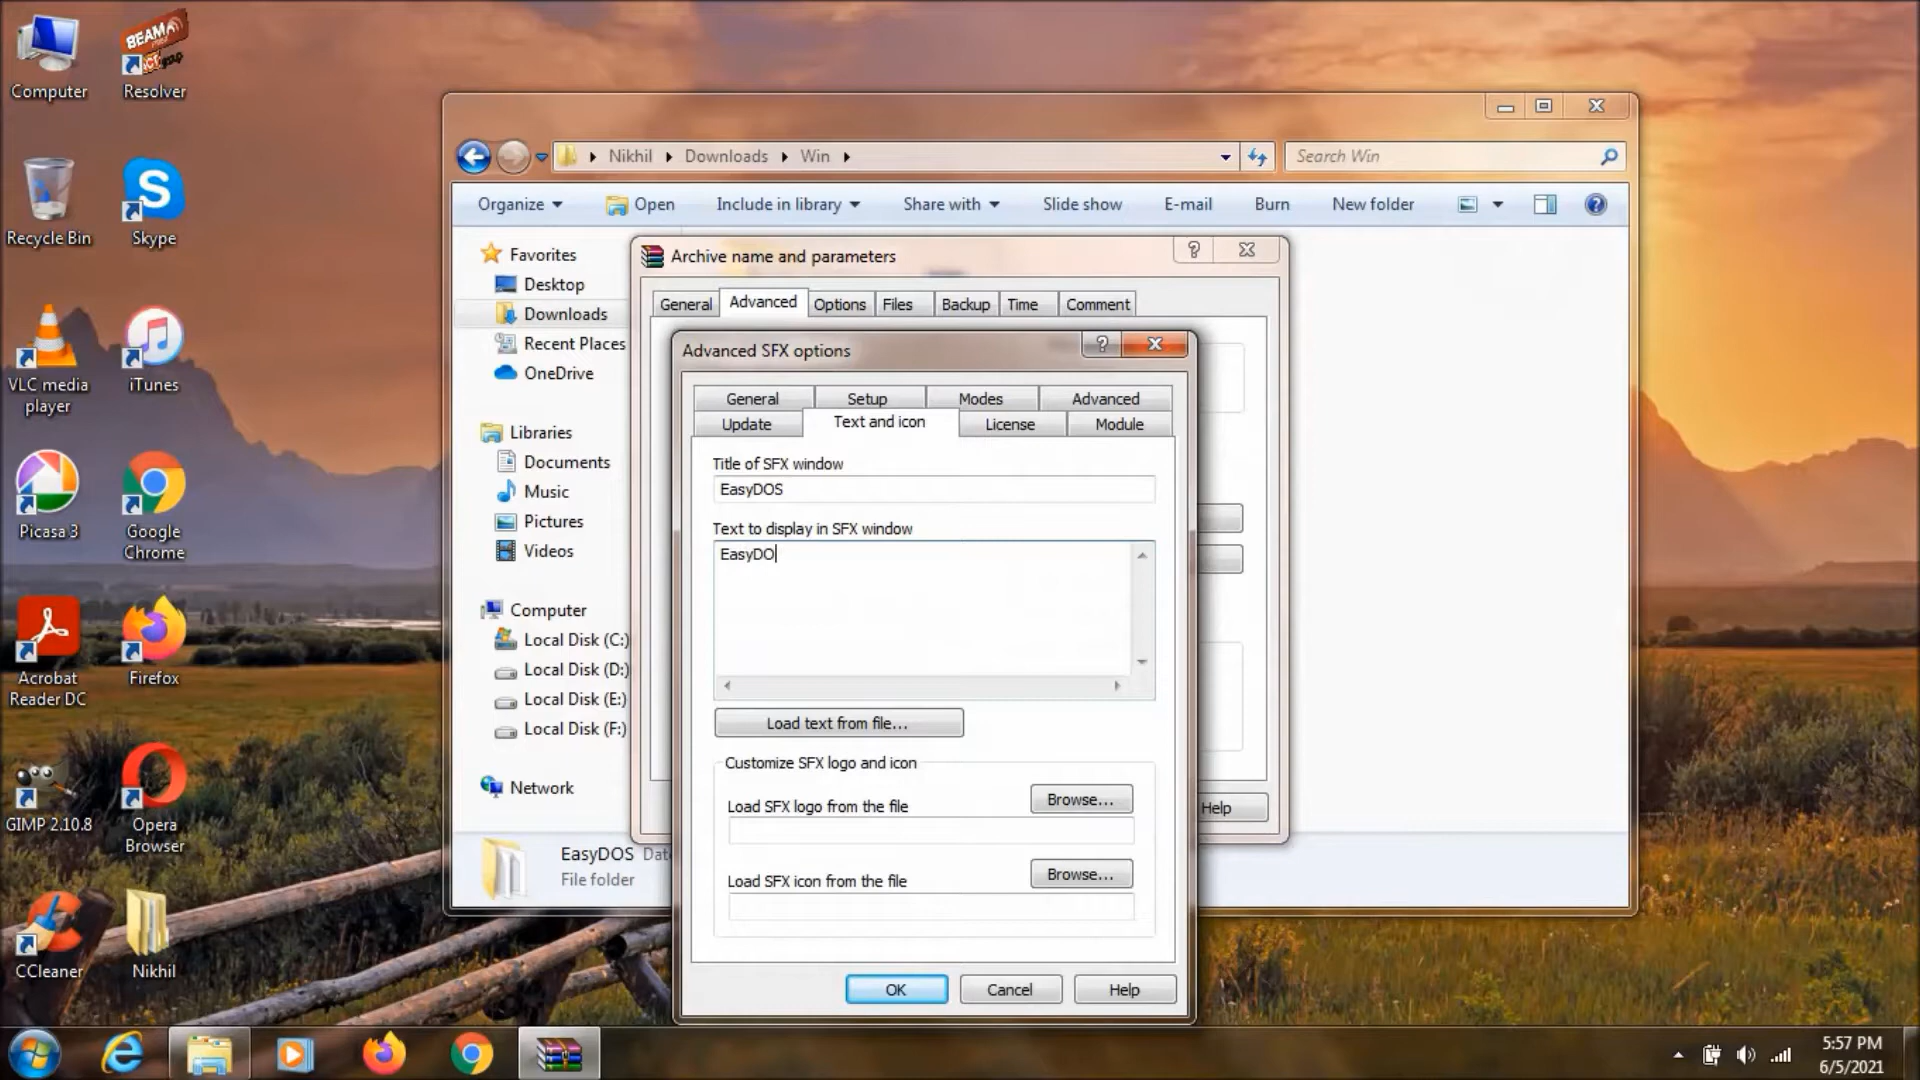 Computer
Resolver
Recycle Bin
Skype
VLC media
player
iTunes
Picasa 3
Google
Chrome
Acrobat
Reader DC
Firefox
GIMP 2.10.8
Opera
Browser
CCleaner
Nikhil
Nikhil
Downloads
Win
Search Win
Organize
Open
Include in library
Share with
Slide show
E-mail
Burn
New folder
Favorites
Desktop
Downloads
Recent Places
OneDrive
Libraries
Documents
Music
Pictures
Videos
Computer
Local Disk (C:)
Local Disk (D:)
Local Disk (E:)
Local Disk (F:)
Network
EasyDOS
File folder
Archive name and parameters
General
Advanced
Options
Files
Backup
Time
Comment
Help
Advanced SFX options
General
Setup
Modes
Advanced
Update
Text and icon
License
Module
Title of SFX window
EasyDOS
Text to display in SFX window
EasyDO
Load text from file...
Customize SFX logo and icon
Load SFX logo from the file
Browse...
Load SFX icon from the file
Browse...
OK
Cancel
Help
5:57 PM
6/5/2021